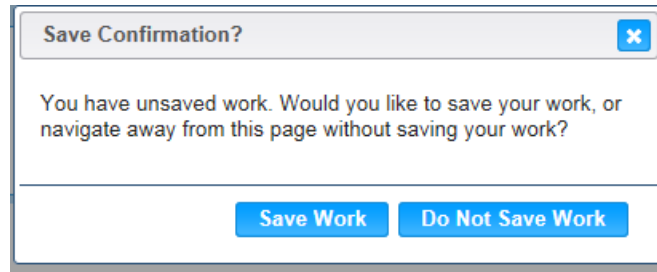 Save Confirmation?
You have unsaved work. Would you like to save your work, or
navigate away from this page without saving your work?
Save Work
Do Not Save Work